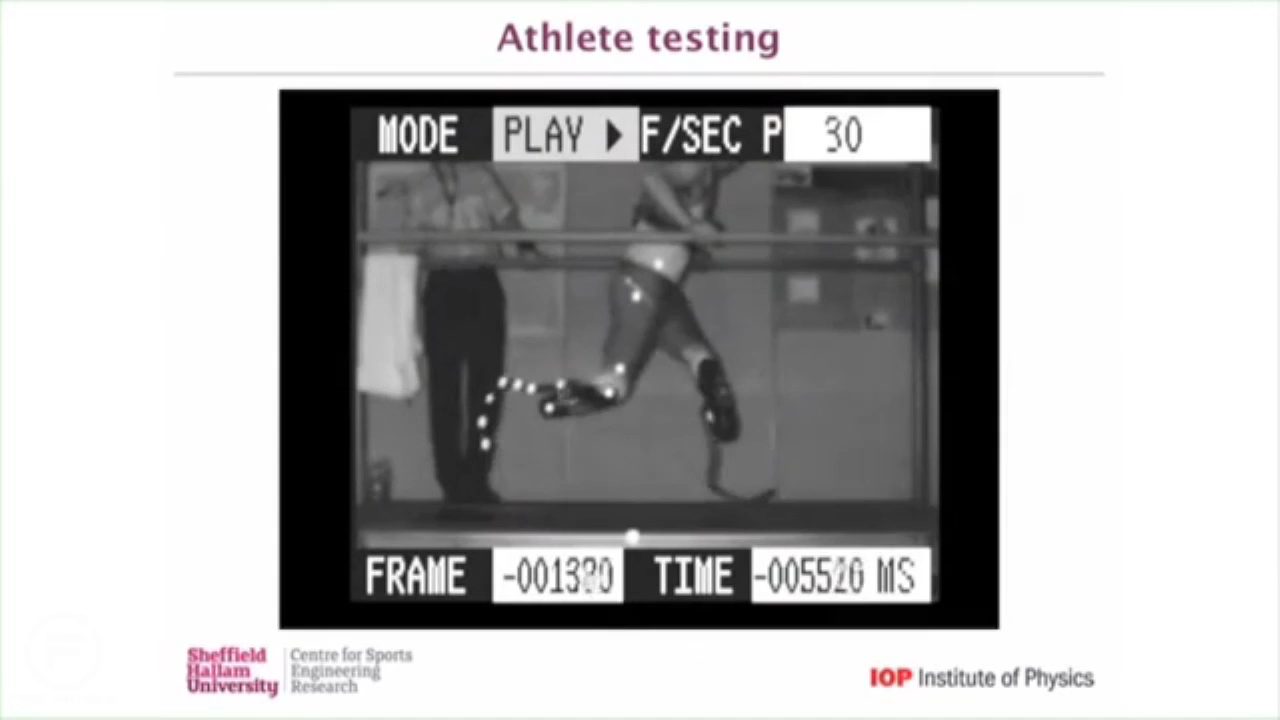 Athlete testing
MODE PLAY ▶ F/SEC P 30
FRAME TIME MS
Sheffield Hallam University
Centre for Sports Engineering Research
IOP Institute of Physics